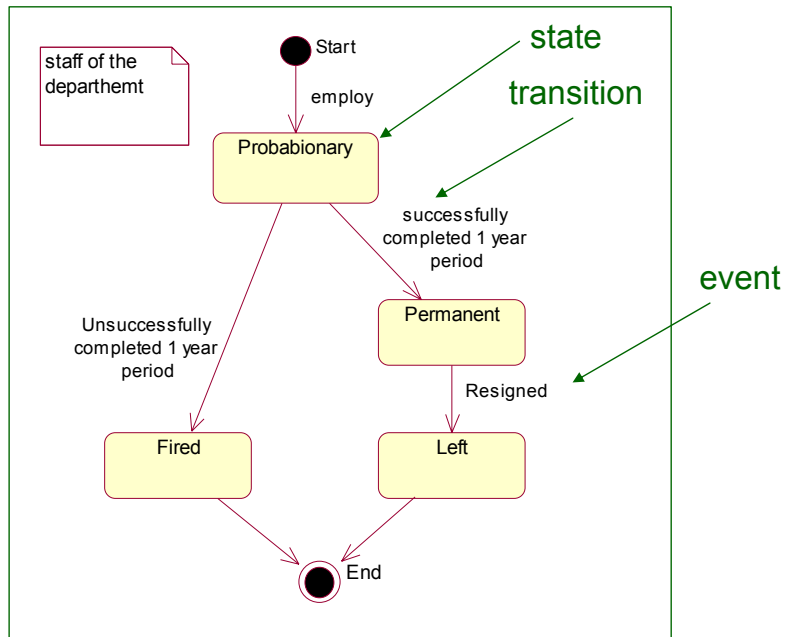 Start
state
staff of the
departhemt
transition
employ
Probabionary
successfully
completed 1 year
period
event
Permanent
Unsuccessfully
completed 1 year
period
Resigned
Fired
Left
End